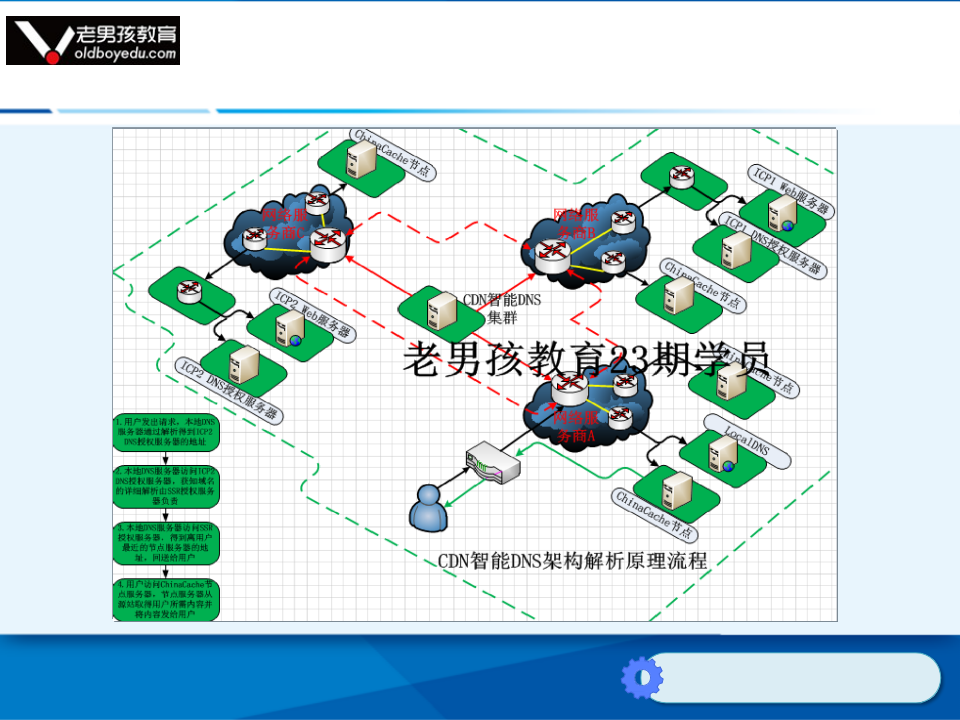 老男孩教育
oldboyedu.com
ChinaCache节点
网络服
务商C
网络服
务商B
ICP1 Web服务器
ICP1 DNS授权服务器
ChinaCache节点
CDN智能DNS
集群
ICP2 Web服务器
ICP2 DNS授权服务器
老男孩教育23期学员
ChinaCache节点
网络服
务商A
LocalDNS
ChinaCache节点
1.用户发出请求，本地DNS
服务器通过解析得到ICP2
DNS授权服务器的地址
2.本地DNS服务器访问ICP2
DNS授权服务器，获知域名
的详细解析由SSR授权服务
器负责
3.本地DNS服务器访问SSR
授权服务器，得到离用户
最近的节点服务器的地
址，回送给用户
4.用户访问ChinaCache节
点服务器，节点服务器从
源站取得用户所需内容并
将内容发给用户
CDN智能DNS架构解析原理流程